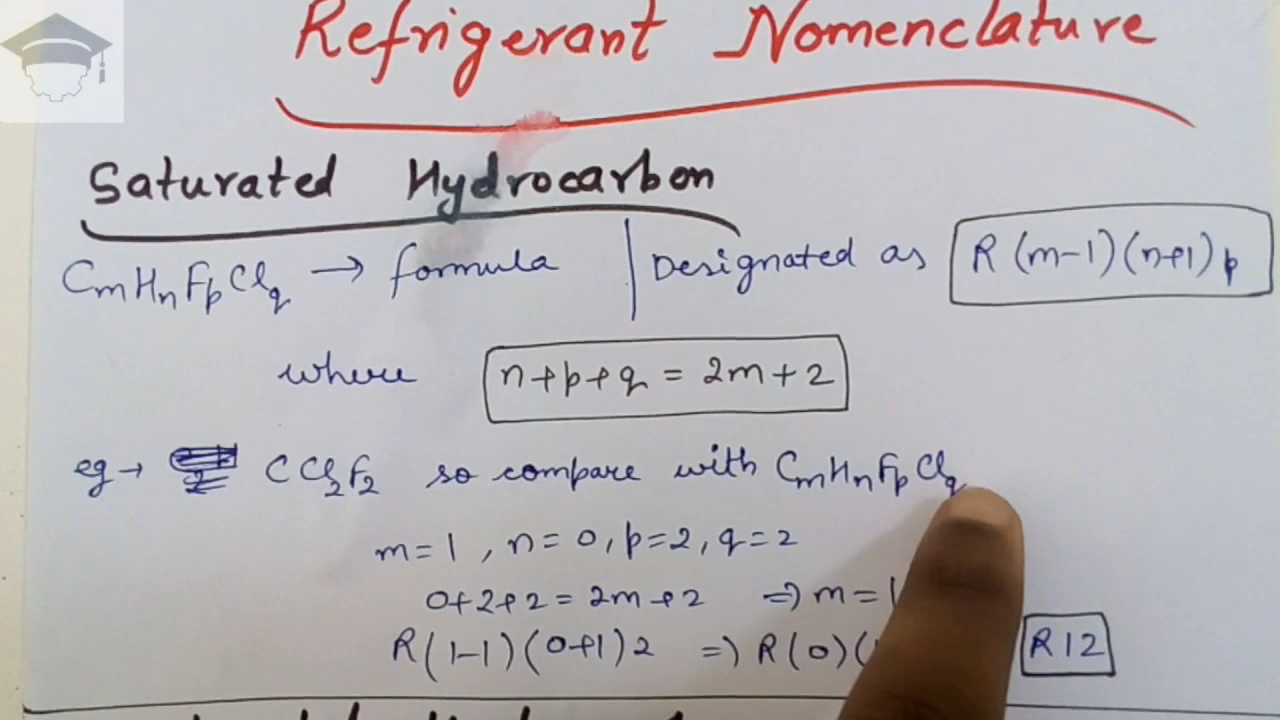 Refrigerant Nomenclature
Saturated Hydrocarbon
CmHnFpClq → formula | Designated as R (m-1)(n+1)p
where n+p+q = 2m+2
eg → CCl2F2 so compare with CmHnFpClq
m=1, n=0, p=2, q=2
0+2+2 = 2m+2 ⇒ m=1
R(1-1)(0+1)2 ⇒ R(0)( R12